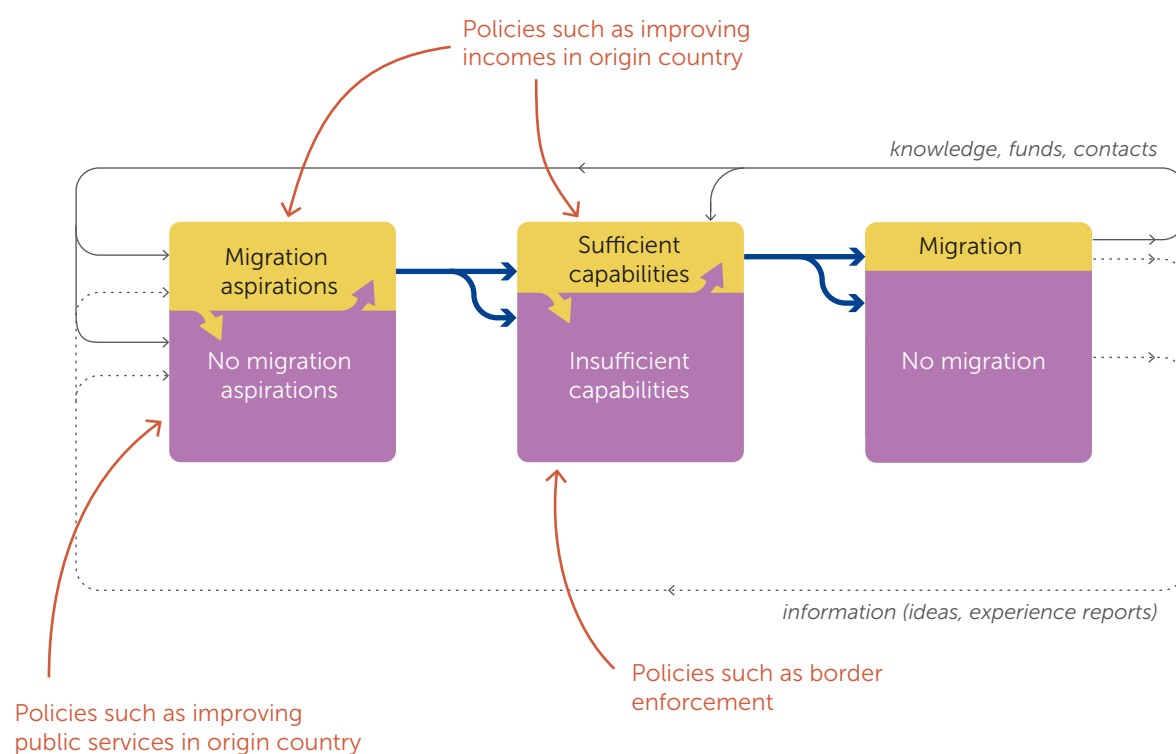 Policies such as improving
incomes in origin country
knowledge, funds, contacts
Migration
aspirations
No migration
aspirations
Sufficient
capabilities
Insufficient
capabilities
Migration
No migration
information (ideas, experience reports)
Policies such as border
enforcement
Policies such as improving
public services in origin country